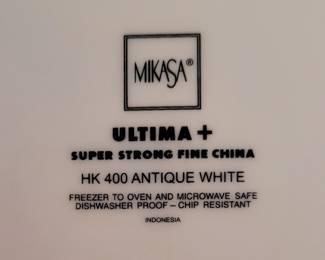 MIKASA®
ULTIMA +
SUPER STRONG FINE CHINA
HK 400 ANTIQUE WHITE
FREEZER TO OVEN AND MICROWAVE SAFE
DISHWASHER PROOF – CHIP RESISTANT
INDONESIA